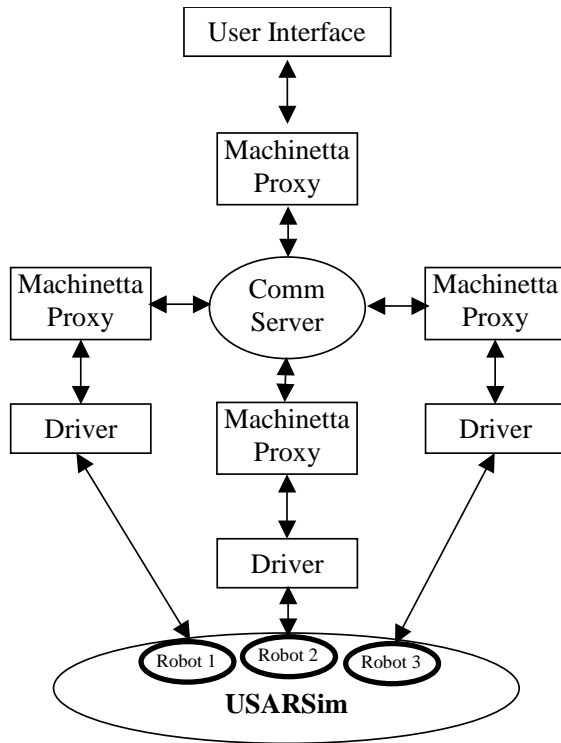 User Interface
Machinetta
Proxy
Comm
Server
Machinetta
Proxy
Machinetta
Proxy
Machinetta
Proxy
Driver
Driver
Driver
Robot 1
Robot 2
Robot 3
USARSim